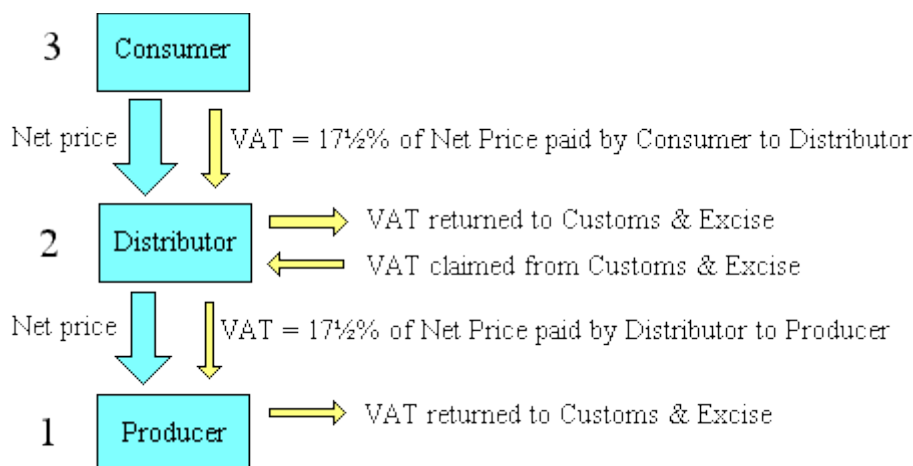 3 Consumer
Net price VAT = 17½% of Net Price paid by Consumer to Distributor
VAT returned to Customs & Excise
2 Distributor
VAT claimed from Customs & Excise
Net price VAT = 17½% of Net Price paid by Distributor to Producer
VAT returned to Customs & Excise
1 Producer